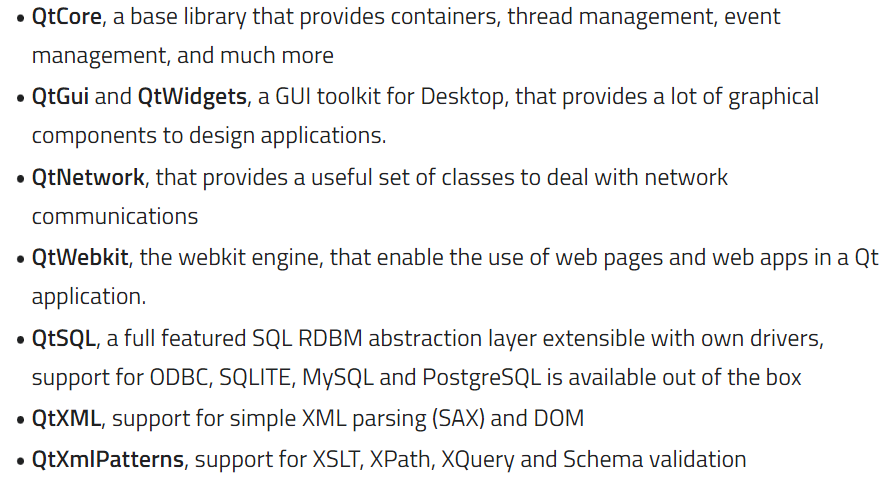 • QtCore, a base library that provides containers, thread management, event
management, and much more
• QtGui and QtWidgets, a GUI toolkit for Desktop, that provides a lot of graphical
components to design applications.
• QtNetwork, that provides a useful set of classes to deal with network
communications
• QtWebkit, the webkit engine, that enable the use of web pages and web apps in a Qt
application.
• QtSQL, a full featured SQL RDBM abstraction layer extensible with own drivers,
support for ODBC, SQLITE, MySQL and PostgreSQL is available out of the box
• QtXML, support for simple XML parsing (SAX) and DOM
• QtXmlPatterns, support for XSLT, XPath, XQuery and Schema validation